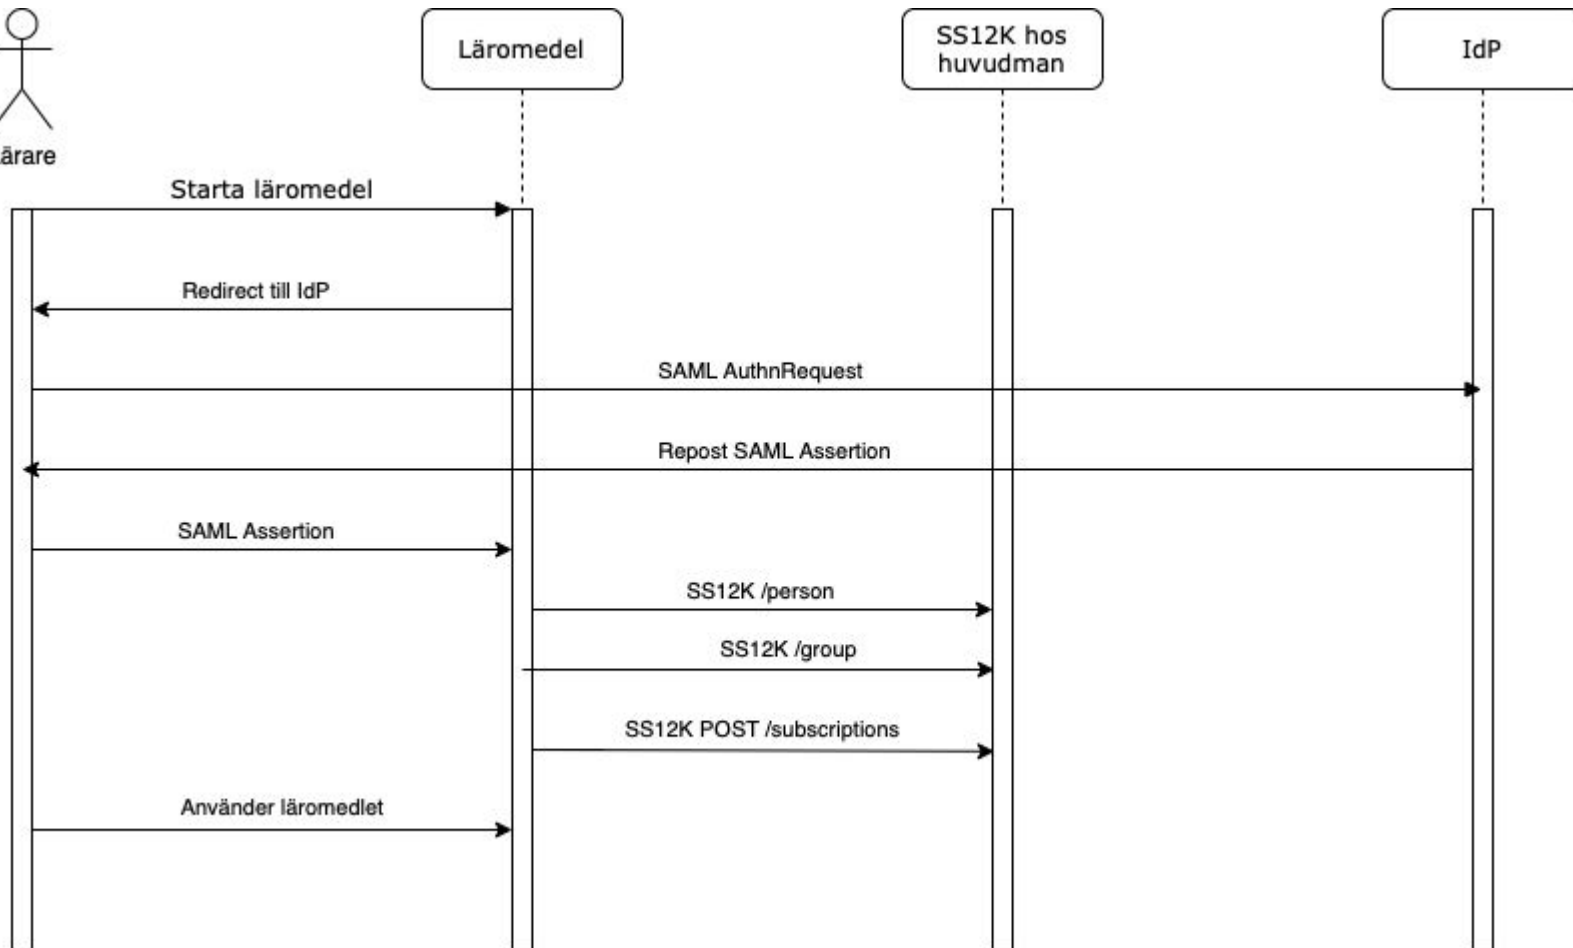 Läromedel
SS12K hos
huvudman
IdP
ärare
Starta läromedel
Redirect till IdP
SAML AuthnRequest
Repost SAML Assertion
SAML Assertion
SS12K /person
SS12K /group
SS12K POST /subscriptions
Använder läromedlet